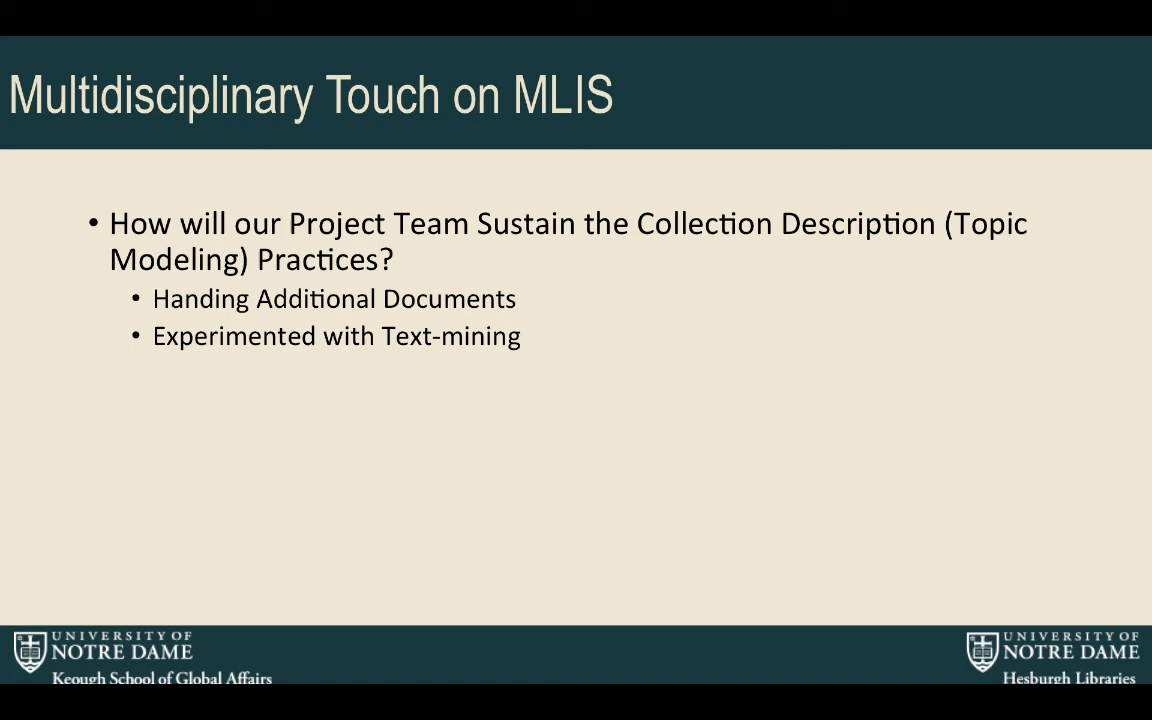 Multidisciplinary Touch on MLIS
• How will our Project Team Sustain the Collection Description (Topic
Modeling) Practices?
• Handing Additional Documents
• Experimented with Text-mining
UNIVERSITY OF
NOTRE DAME
Keough School of Global Affairs
UNIVERSITY OF
NOTRE DAME
Hesburgh Libraries